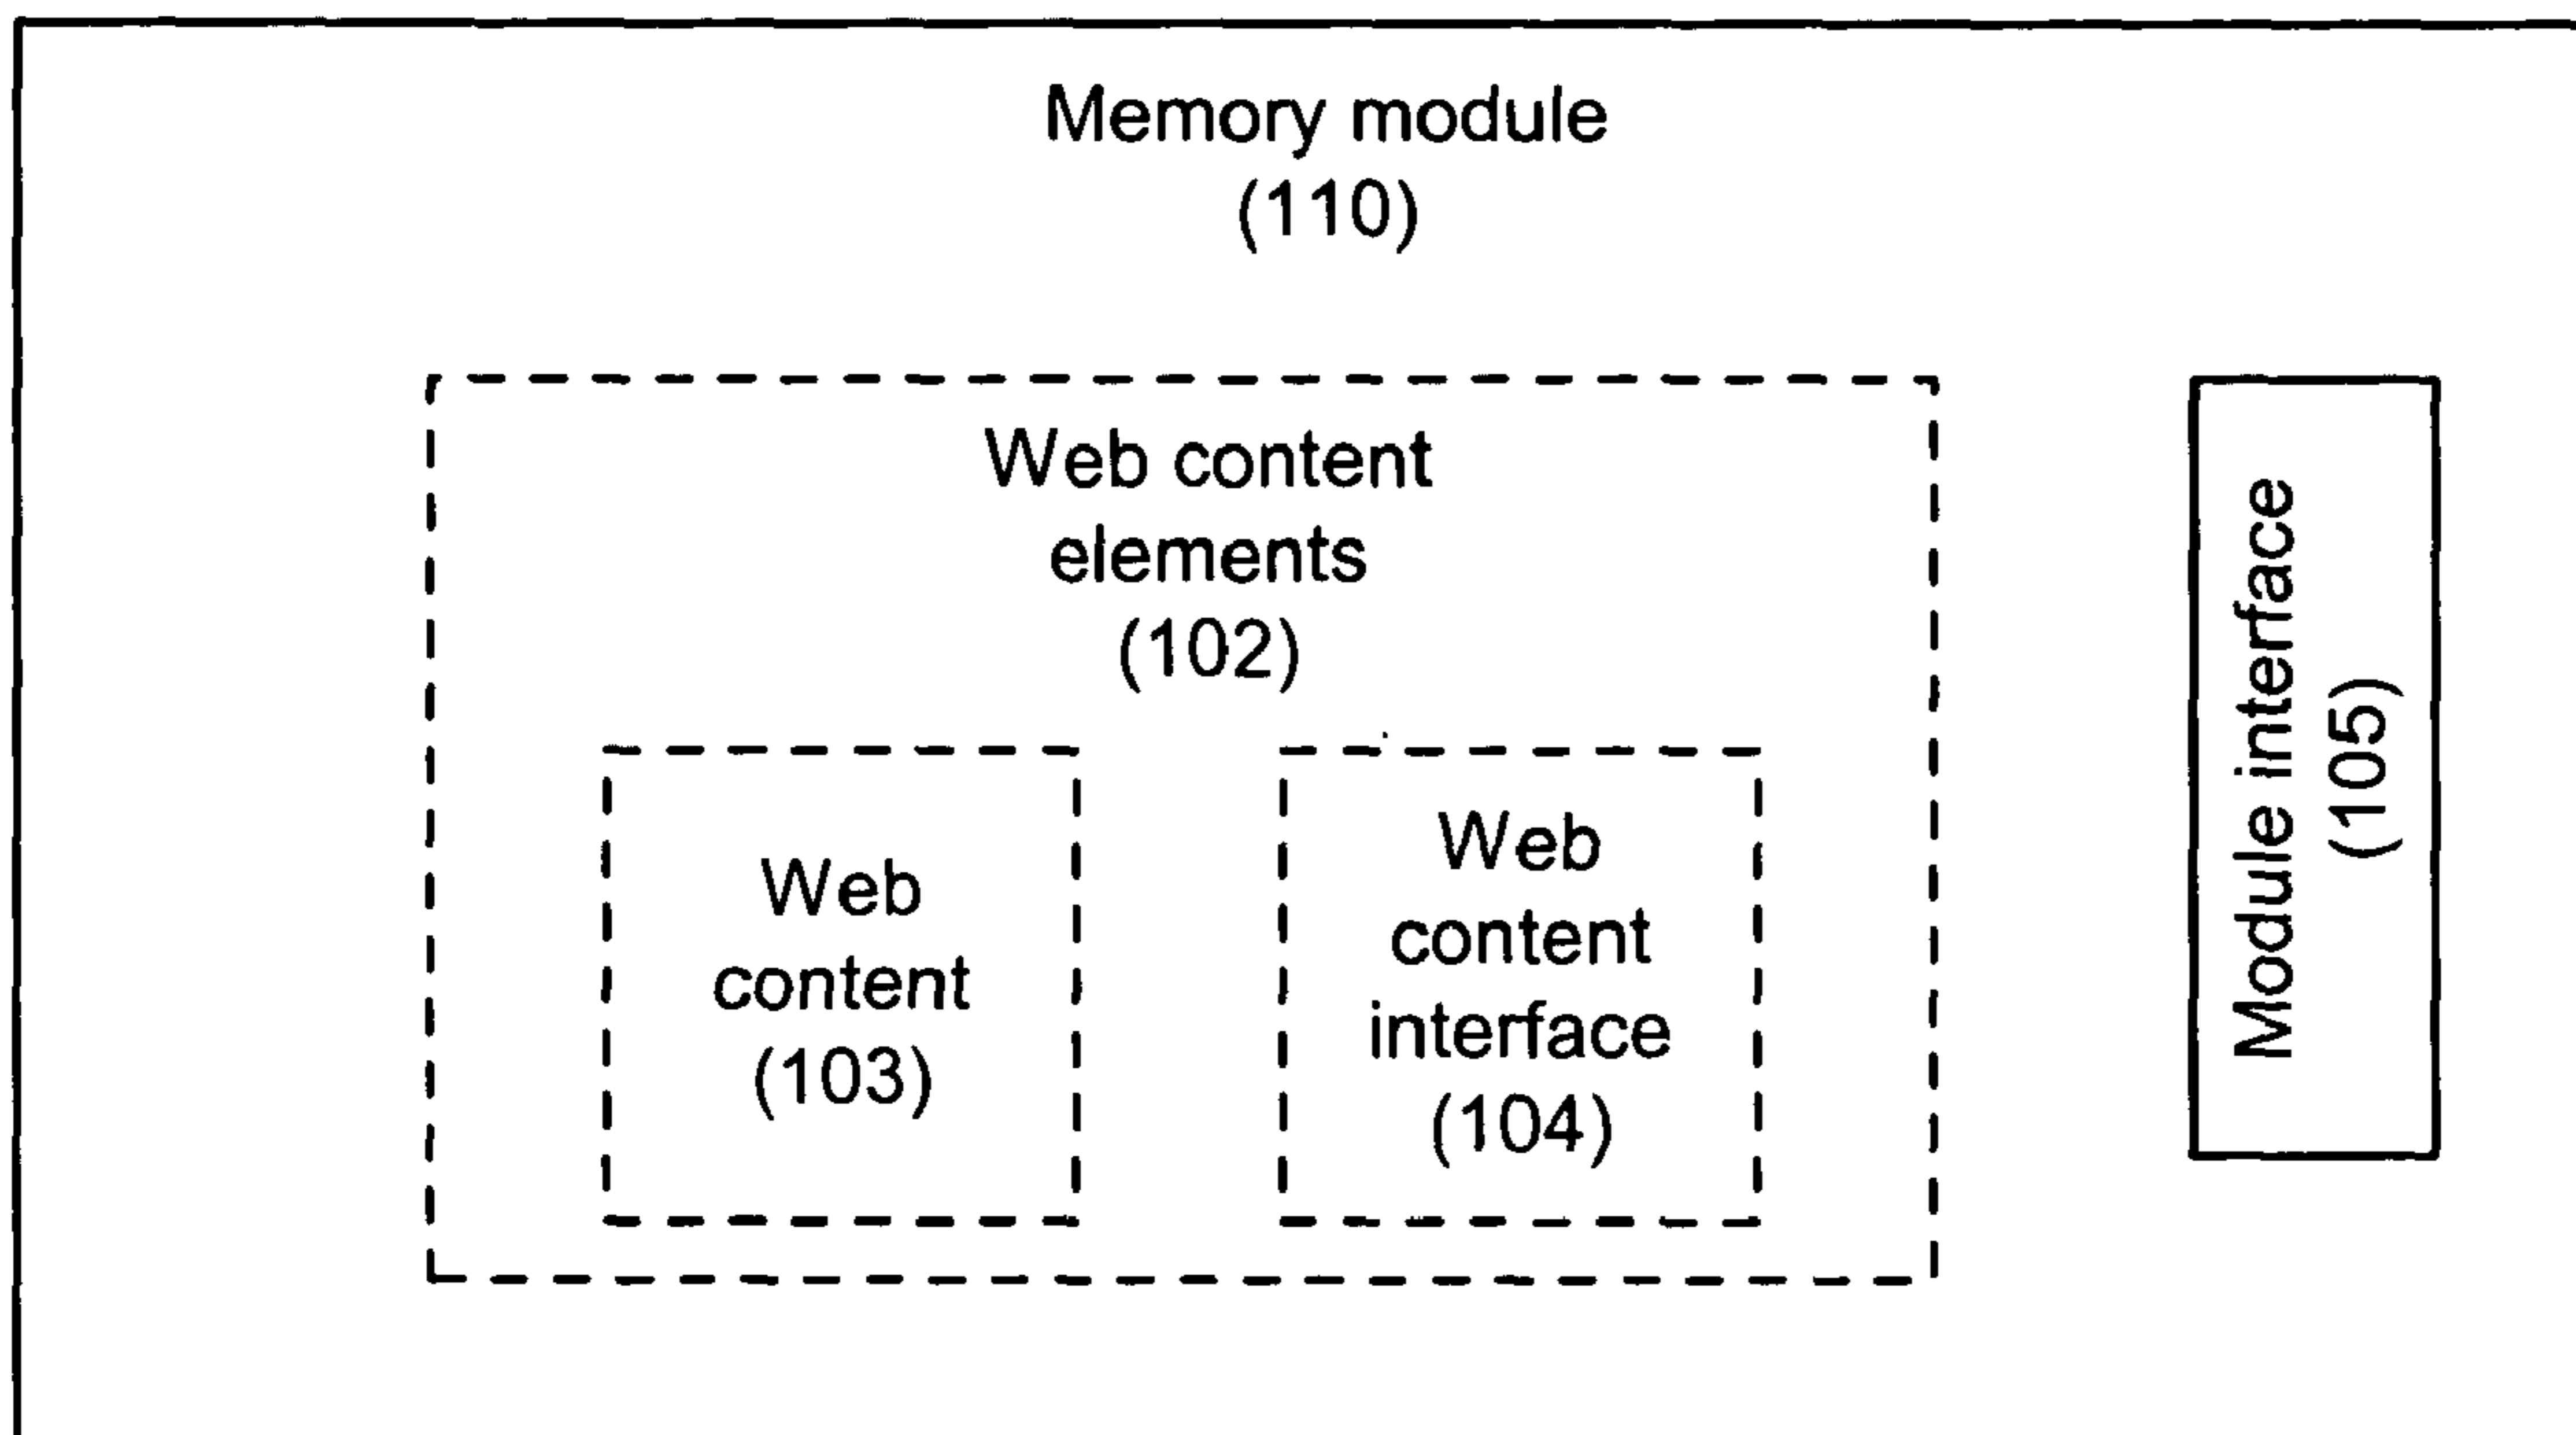 Memory module
(110)
Web content
elements
(102)
Web
content
(103)
Web
content
interface
(104)
Module interface
(105)